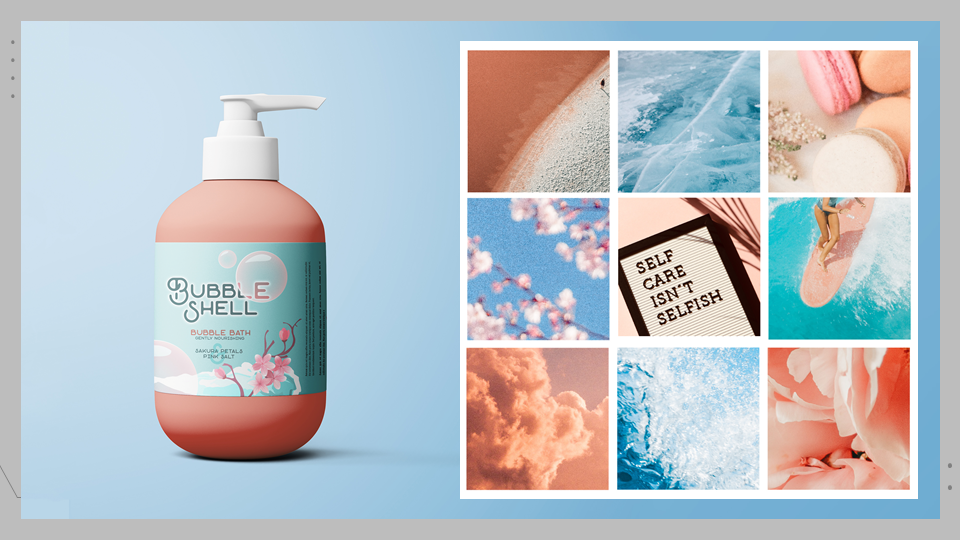 BUBBLE
SHELL
BUBBLE BATH
GENTLY NOURISHING
SAKURA PETALS
&
PINK SALT
SELF
CARE
ISN'T
SELFISH